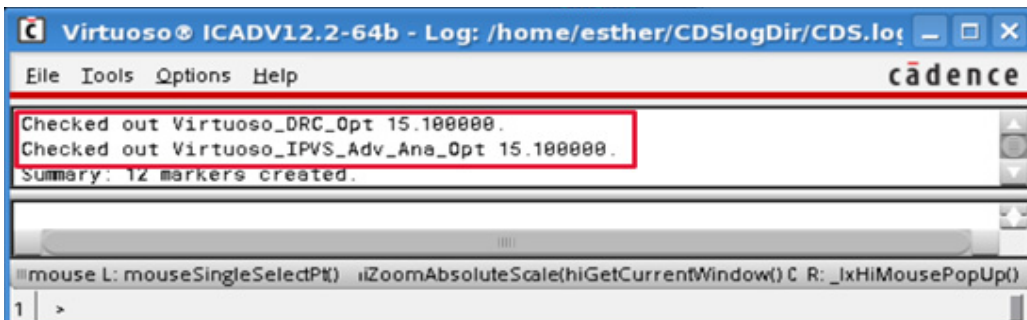 Virtuoso® ICADV12.2-64b - Log: /home/esther/CDSlogDir/CDS.log
File Tools Options Help cādence
Checked out Virtuoso_DRC_Opt 15.100000.
Checked out Virtuoso_IPVS_Adv_Ana_Opt 15.100000.
Summary: 12 markers created.
mouse L: mouseSingleSelectPt() iZoomAbsoluteScale(hiGetCurrentWindow() 0 R: _lxHiMousePopUp()
1 >